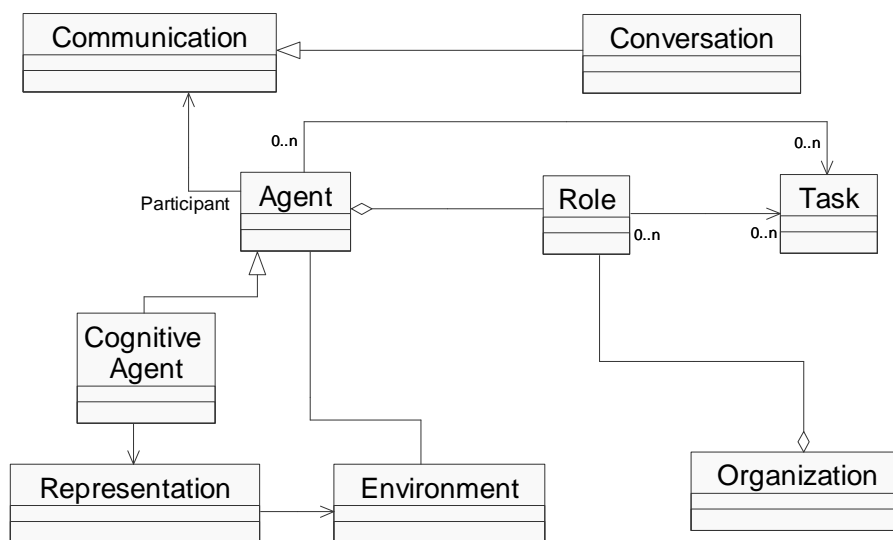 Communication
Conversation
0..n
0..n
Participant
Agent
Role
Task
0..n
0..n
Cognitive
Agent
Representation
Environment
Organization